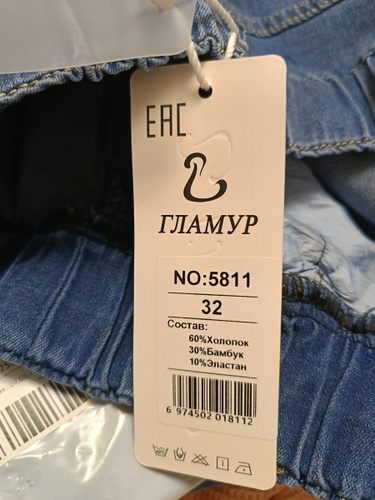 EAC
ГЛАМУР
NO:5811
32
Состав:
60%Холопок
30%Бамбук
10%Эластан
6 974502 018112